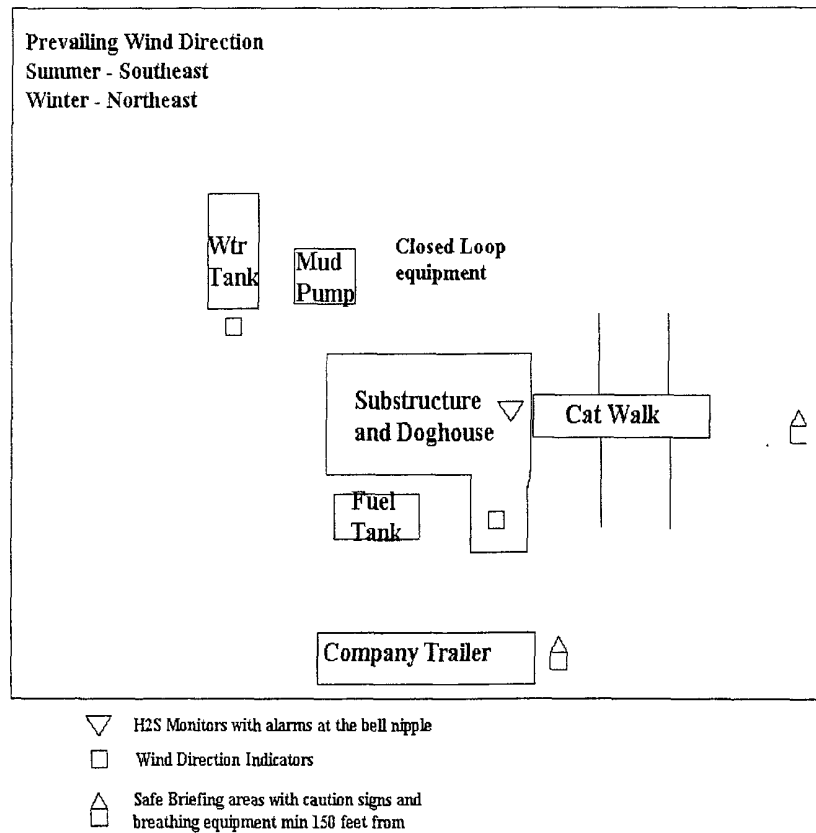 Prevailing Wind Direction
Summer - Southeast
Winter - Northeast
Wtr
Tank
Mud
Pump
Closed Loop
equipment
Substructure
and Doghouse
Cat Walk
Fuel
Tank
Company Trailer
H2S Monitors with alarms at the bell nipple
Wind Direction Indicators
Safe Briefing areas with caution signs and
breathing equipment min 150 feet from